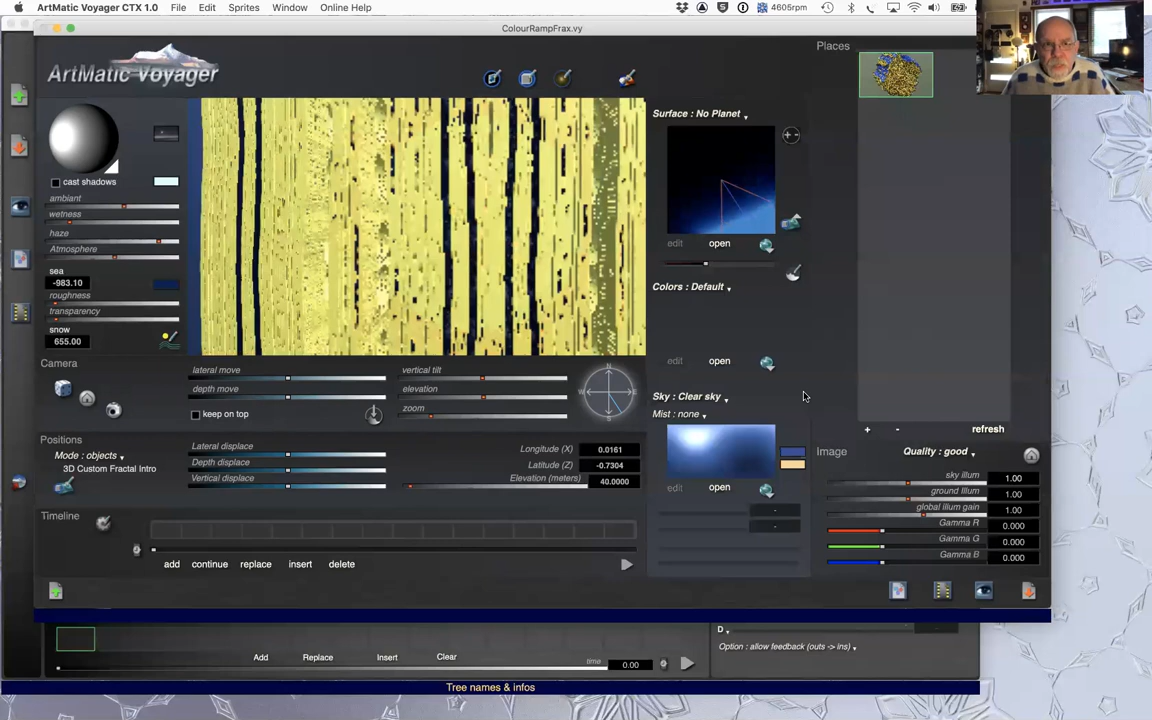 ArtMatic Voyager CTX 1.0 File Edit Sprites Window Online Help 4605rpm
ColourRampFrax.vy
Places
ArtMatic Voyager
Surface : No Planet
cast shadows
ambiant
wetness
haze
Atmosphere
edit open
sea
-983.10
Colors : Default
roughness
transparency
snow
655.00
edit open
Camera
lateral move
vertical tilt
depth move
elevation
zoom
keep on top
N
E
S
W
Sky : Clear sky
Mist : none
+ - refresh
Positions
Mode : objects
3D Custom Fractal Intro
Lateral displace
Depth displace
Vertical displace
Longitude (X) 0.0161
Latitude (Z) -0.7304
Elevation (meters) 40.0000
edit open
Image Quality : good
sky illum 1.00
ground Illum 1.00
global illum gain 1.00
Gamma R 0.000
Gamma G 0.000
Gamma B 0.000
-
-
Timeline
add continue replace insert delete
D
Option : allow feedback (outs -> ins)
Add Replace Insert Clear time 0.00
Tree names & infos